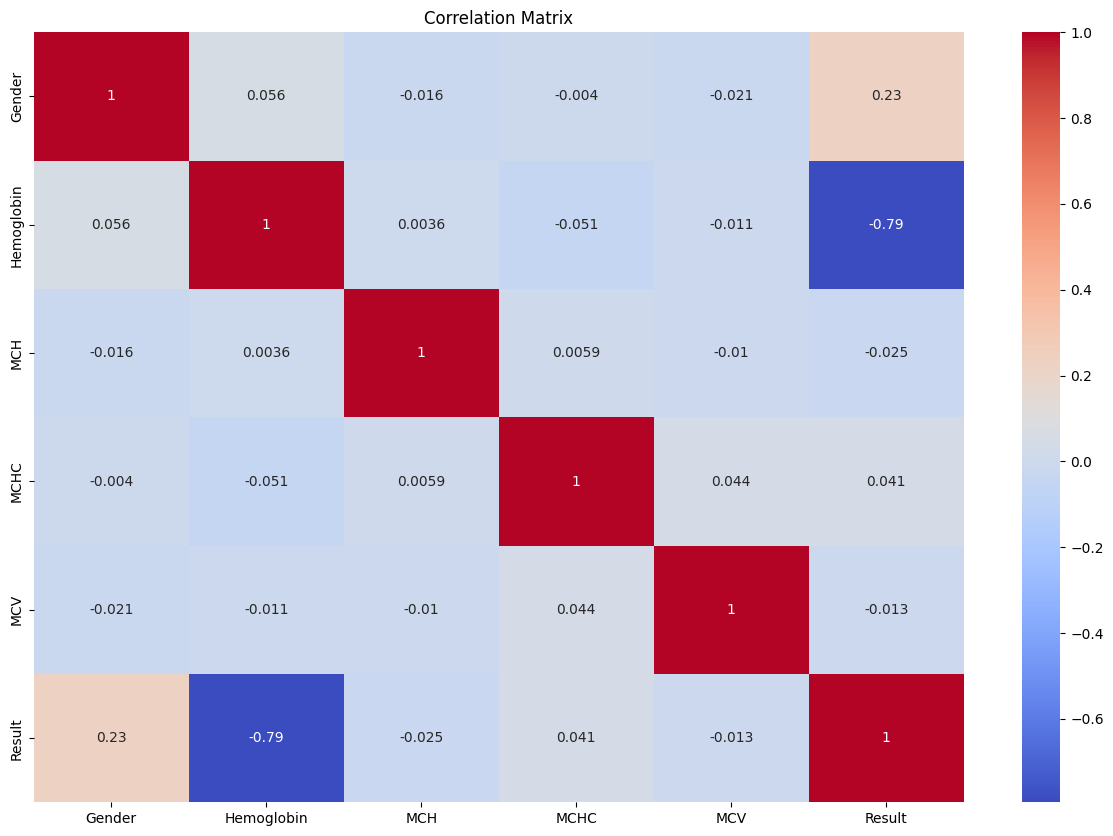 Correlation Matrix
Gender 1 0.056 -0.016 -0.004 -0.021 0.23
Hemoglobin 0.056 1 0.0036 -0.051 -0.011 -0.79
MCH -0.016 0.0036 1 0.0059 -0.01 -0.025
MCHC -0.004 -0.051 0.0059 1 0.044 0.041
MCV -0.021 -0.011 -0.01 0.044 1 -0.013
Result 0.23 -0.79 -0.025 0.041 -0.013 1
Gender Hemoglobin MCH MCHC MCV Result
1.0
0.8
0.6
0.4
0.2
0.0
−0.2
−0.4
−0.6